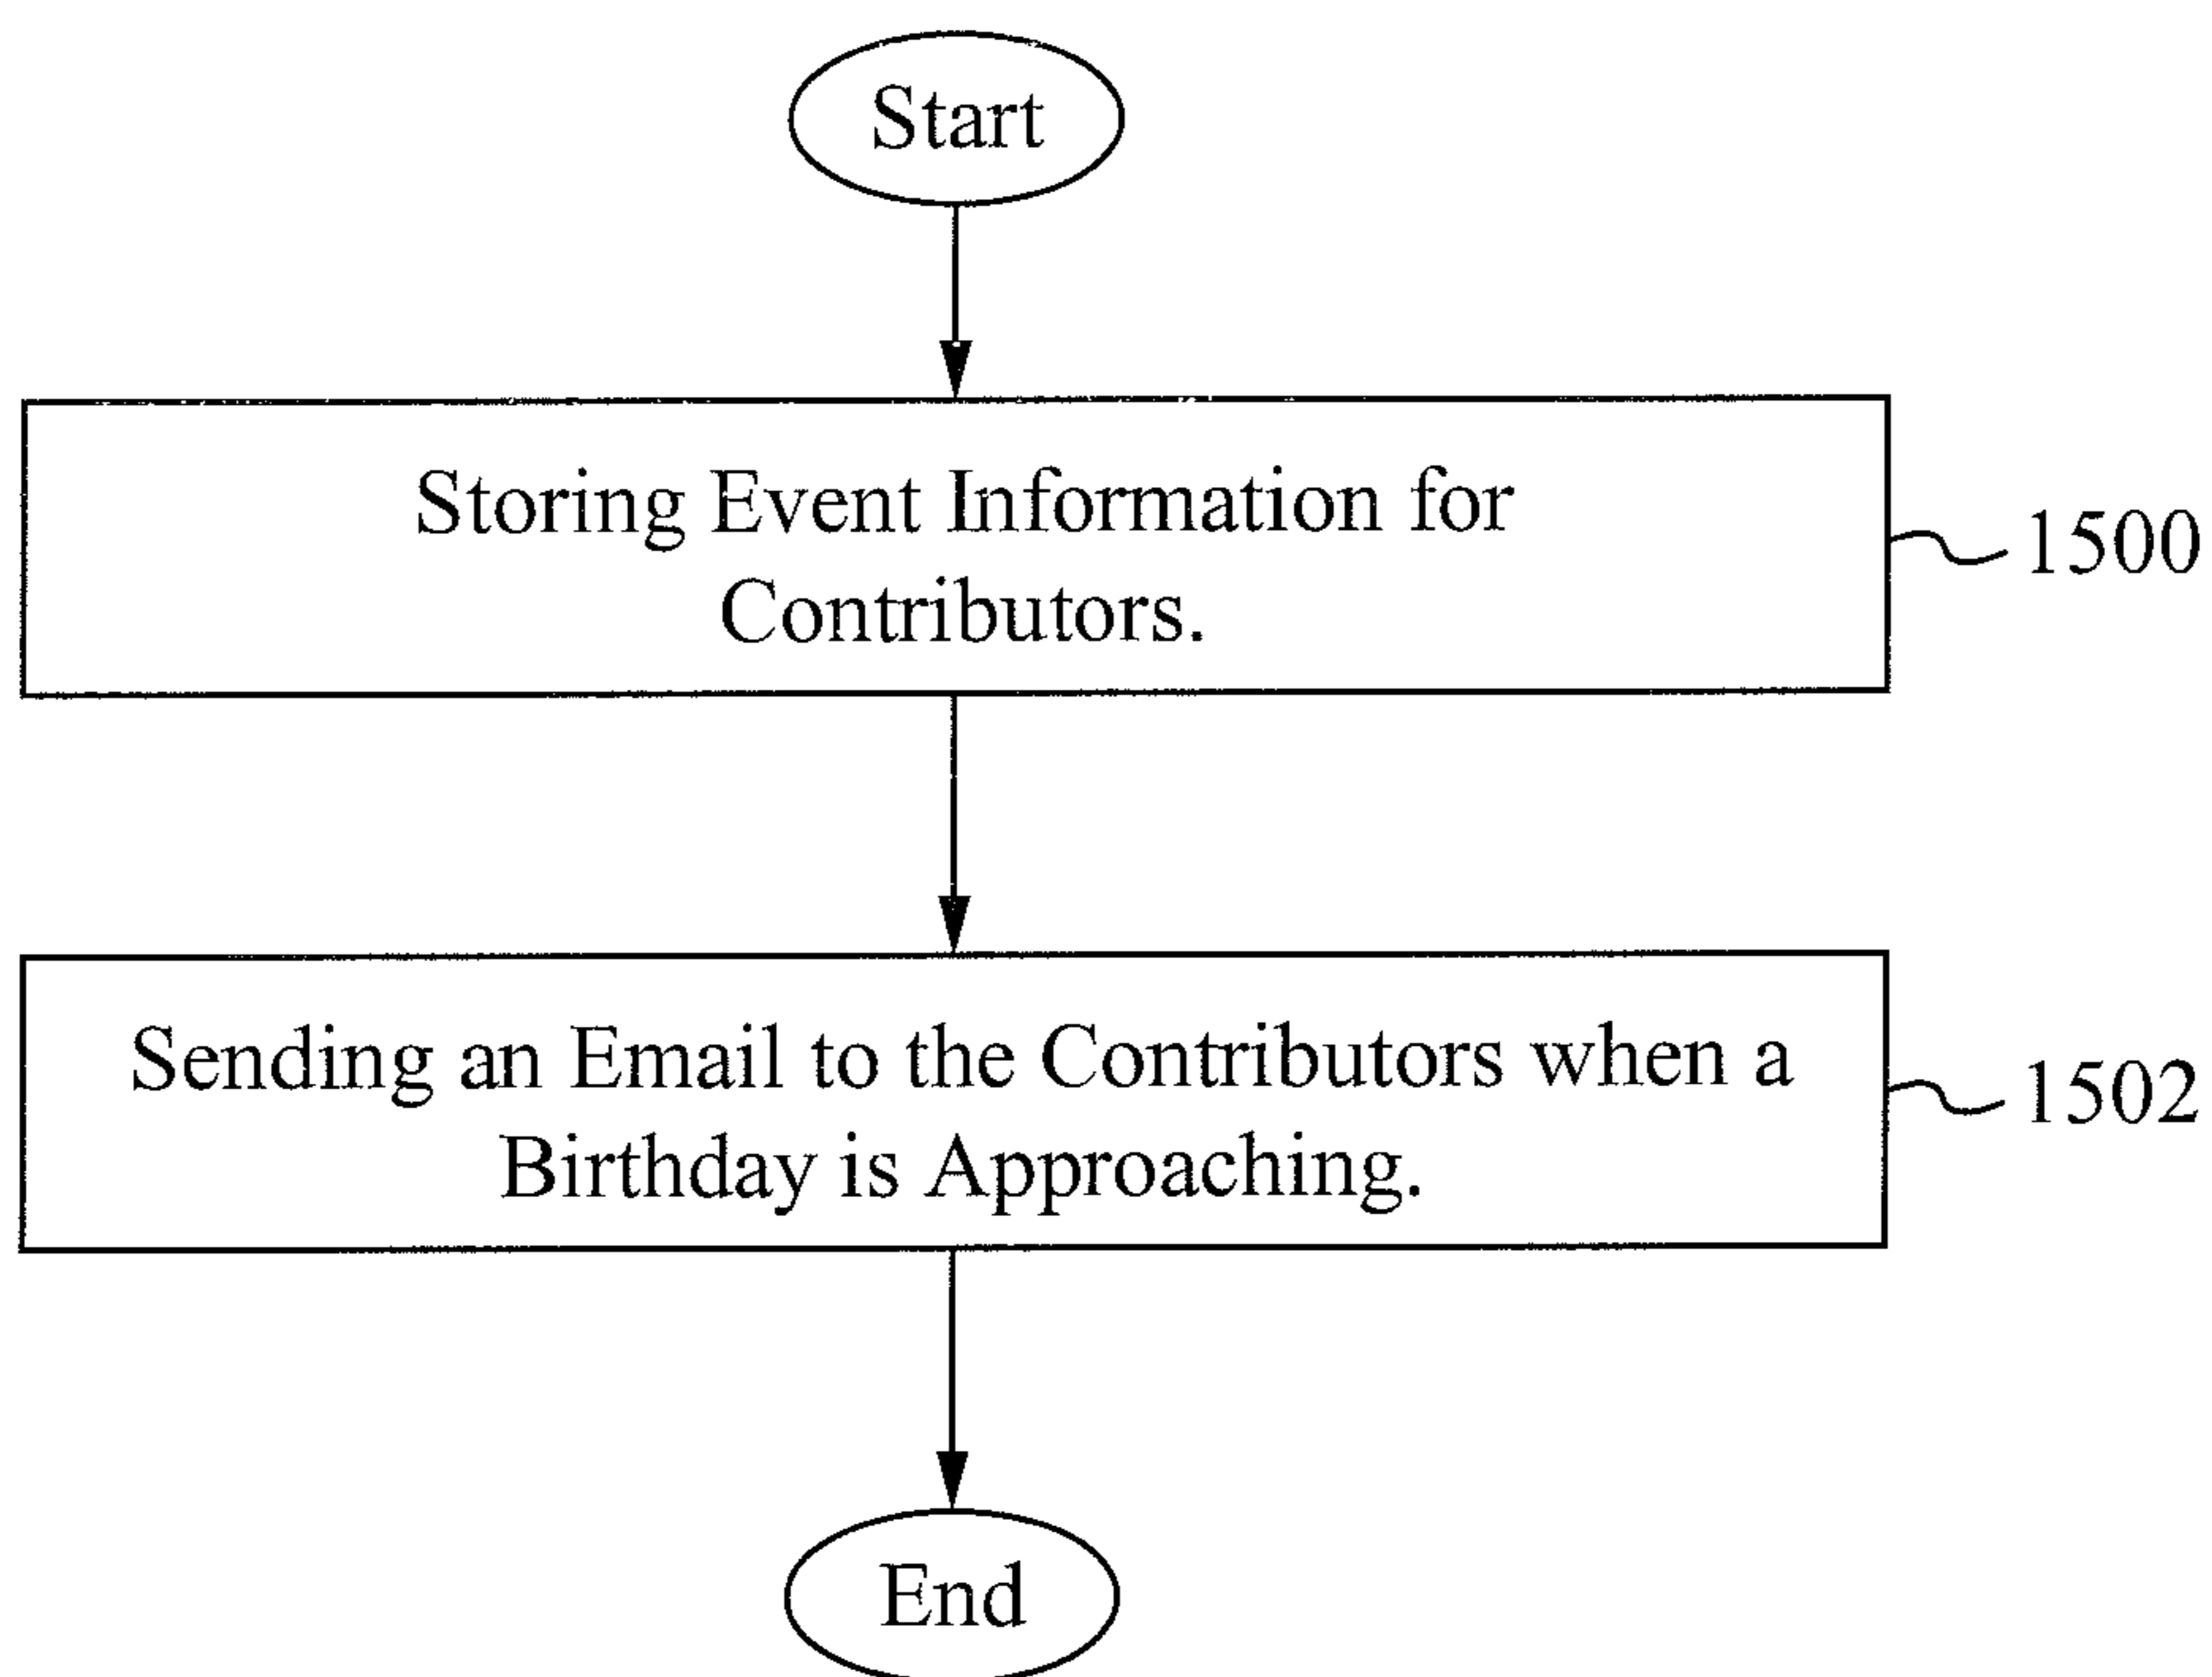 Start
Storing Event Information for
Contributors.
1500
Sending an Email to the Contributors when a
Birthday is Approaching.
1502
End